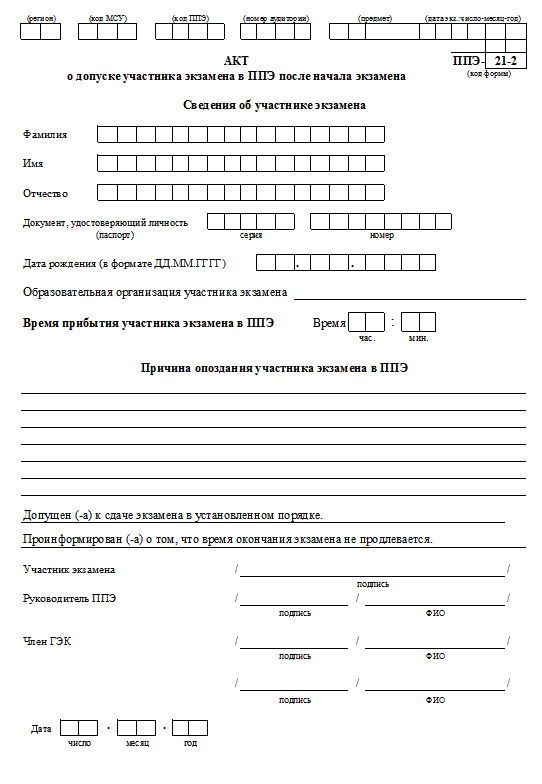 (регион) (код МСУ) (код ППЭ) (номер аудитории) (предмет) (дата экз.:число-месяц-год)
АКТ ППЭ- 21-2
о допуске участника экзамена в ППЭ после начала экзамена (код формы)
Сведения об участнике экзамена
Фамилия
Имя
Отчество
Документ, удостоверяющий личность
(паспорт) серия номер
Дата рождения (в формате ДД.ММ.ГГГГ) . .
Образовательная организация участника экзамена
Время прибытия участника экзамена в ППЭ Время :
час. мин.
Причина опоздания участника экзамена в ППЭ
Допущен (-а) к сдаче экзамена в установленном порядке.
Проинформирован (-а) о том, что время окончания экзамена не продлевается.
Участник экзамена / /
подпись
Руководитель ППЭ / / /
подпись ФИО
Член ГЭК / / /
подпись ФИО
/ / /
подпись ФИО
Дата . .
число месяц год